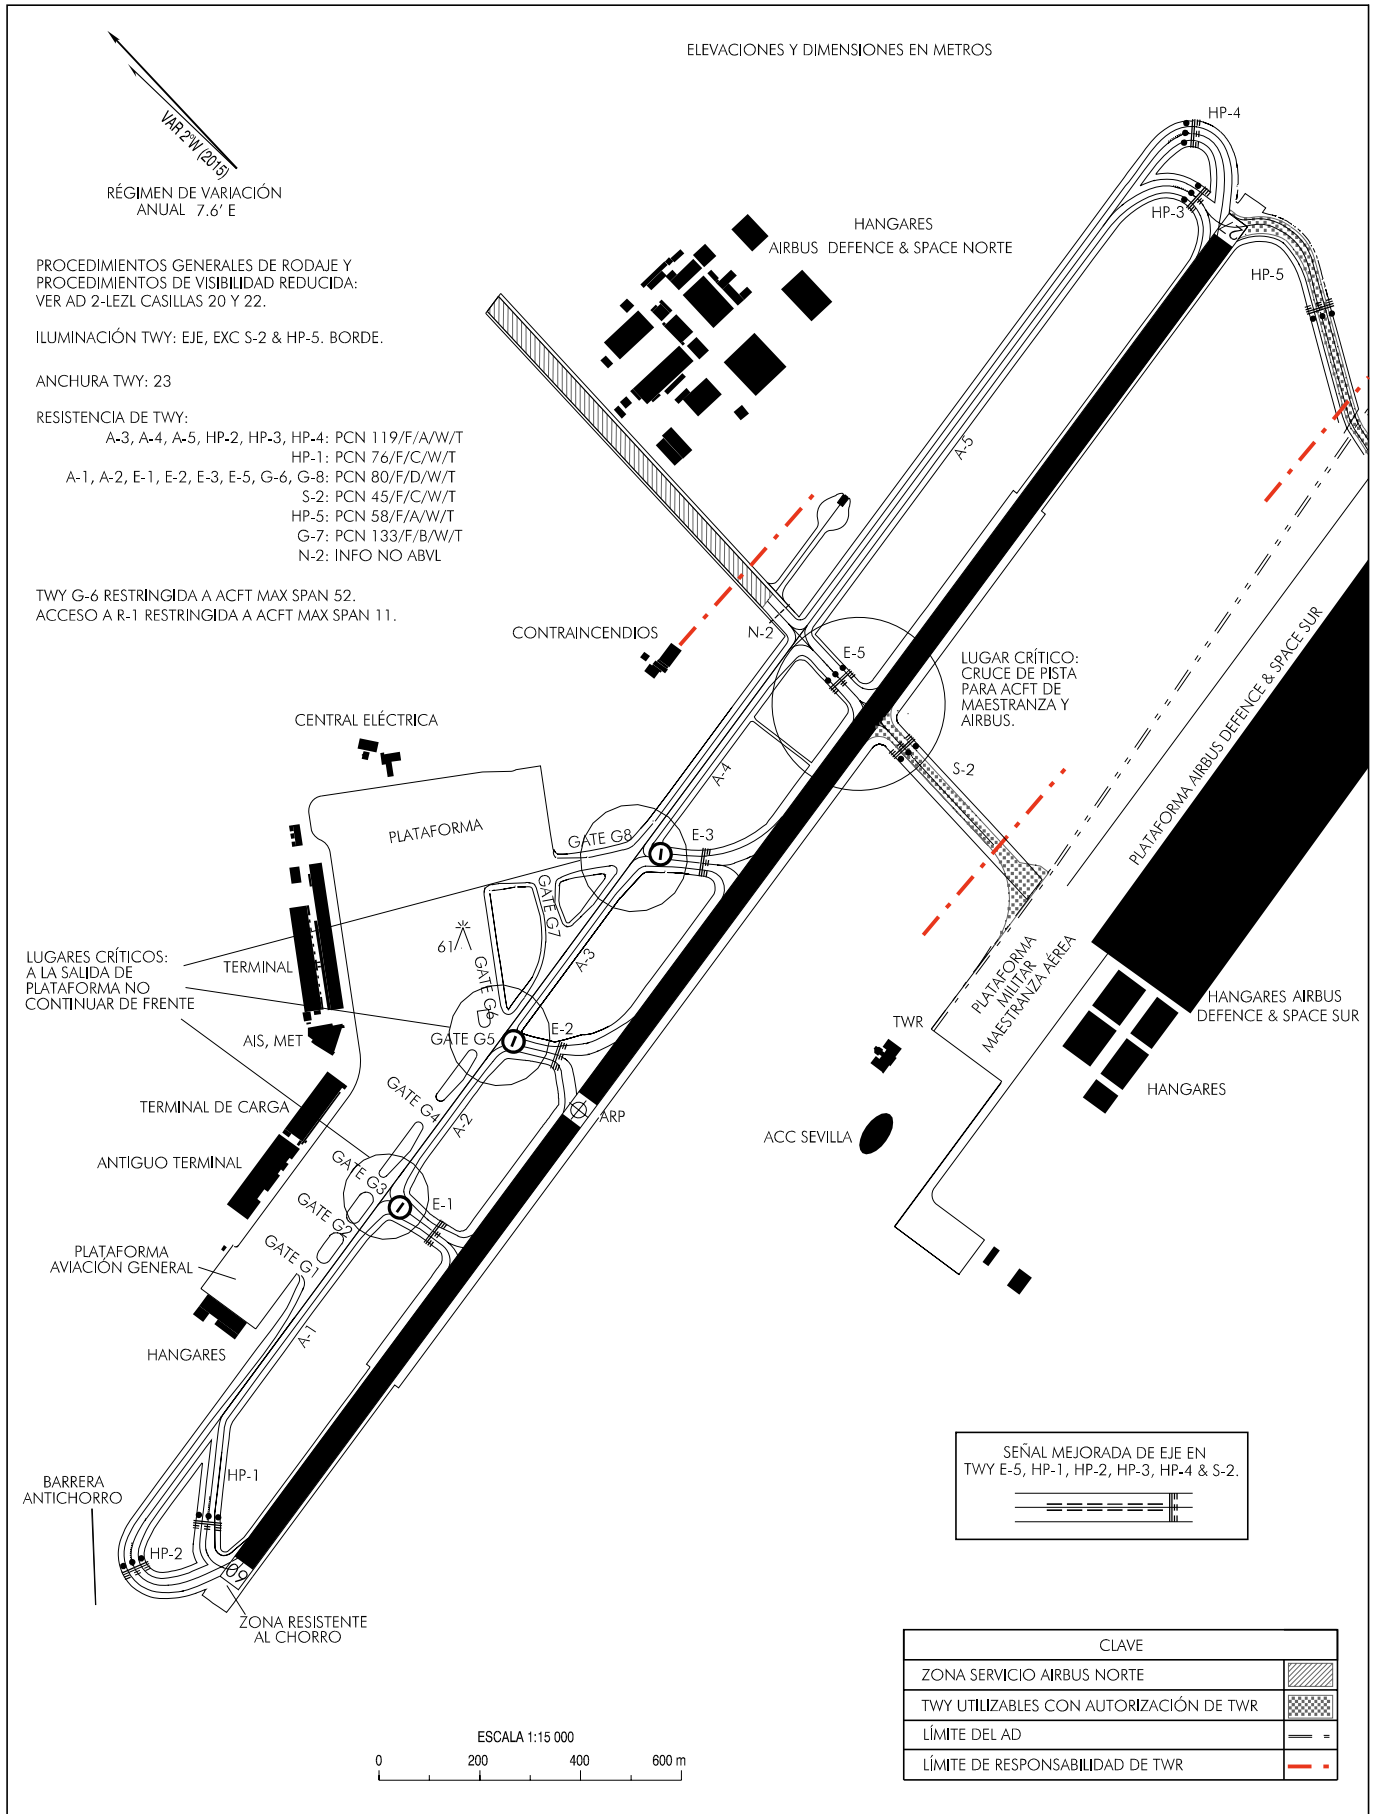 ELEVACIONES Y DIMENSIONES EN METROS
VAR 2°W (2015)
RÉGIMEN DE VARIACIÓN
ANUAL 7.6' E
PROCEDIMIENTOS GENERALES DE RODAJE Y
PROCEDIMIENTOS DE VISIBILIDAD REDUCIDA:
VER AD 2-LEZL CASILLAS 20 Y 22.
ILUMINACIÓN TWY: EJE, EXC S-2 & HP-5. BORDE.
ANCHURA TWY: 23
RESISTENCIA DE TWY:
A-3, A-4, A-5, HP-2, HP-3, HP-4: PCN 119/F/A/W/T
HP-1: PCN 76/F/C/W/T
A-1, A-2, E-1, E-2, E-3, E-5, G-6, G-8: PCN 80/F/D/W/T
S-2: PCN 45/F/C/W/T
HP-5: PCN 58/F/A/W/T
G-7: PCN 133/F/B/W/T
N-2: INFO NO ABVL
TWY G-6 RESTRINGIDA A ACFT MAX SPAN 52.
ACCESO A R-1 RESTRINGIDA A ACFT MAX SPAN 11.
HP-4
HP-3
HANGARES
AIRBUS DEFENCE & SPACE NORTE
HP-5
A-5
CONTRAINCENDIOS
N-2
E-5
LUGAR CRÍTICO:
CRUCE DE PISTA
PARA ACFT DE
MAESTRANZA Y
AIRBUS.
S-2
CENTRAL ELÉCTRICA
PLATAFORMA
A-4
GATE G8
E-3
GATE G7
61
A-3
GATE G6
LUGARES CRÍTICOS:
A LA SALIDA DE
PLATAFORMA NO
CONTINUAR DE FRENTE
TERMINAL
AIS, MET
GATE G5
E-2
GATE G4
A-2
TERMINAL DE CARGA
ARP
ANTIGUO TERMINAL
GATE G3
E-1
GATE G2
GATE G1
PLATAFORMA
AVIACIÓN GENERAL
HANGARES
A-1
PLATAFORMA AIRBUS DEFENCE & SPACE SUR
PLATAFORMA
MILITAR
MAESTRANZA AÉREA
TWR
HANGARES AIRBUS
DEFENCE & SPACE SUR
HANGARES
ACC SEVILLA
BARRERA
ANTICHORRO
HP-1
HP-2
09
ZONA RESISTENTE
AL CHORRO
SEÑAL MEJORADA DE EJE EN
TWY E-5, HP-1, HP-2, HP-3, HP-4 & S-2.
CLAVE
ZONA SERVICIO AIRBUS NORTE
TWY UTILIZABLES CON AUTORIZACIÓN DE TWR
LÍMITE DEL AD
LÍMITE DE RESPONSABILIDAD DE TWR
ESCALA 1:15 000
0 200 400 600 m